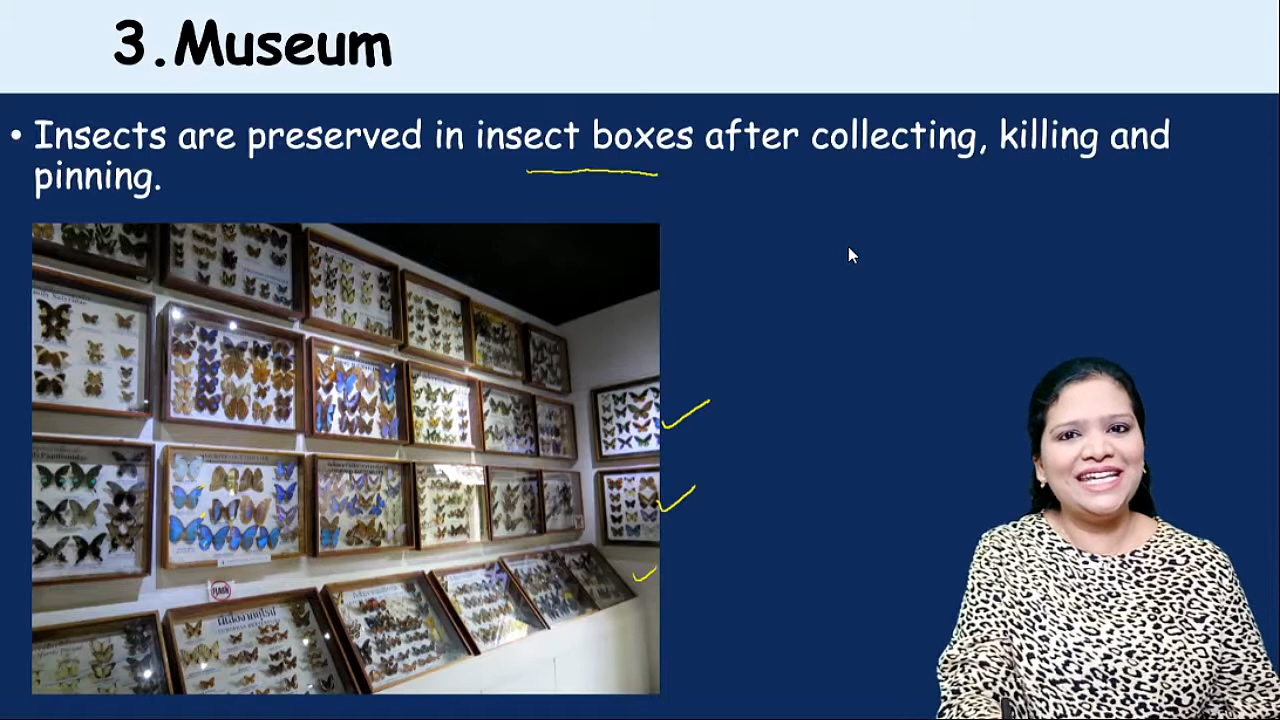 3.Museum
• Insects are preserved in insect boxes after collecting, killing and
pinning.